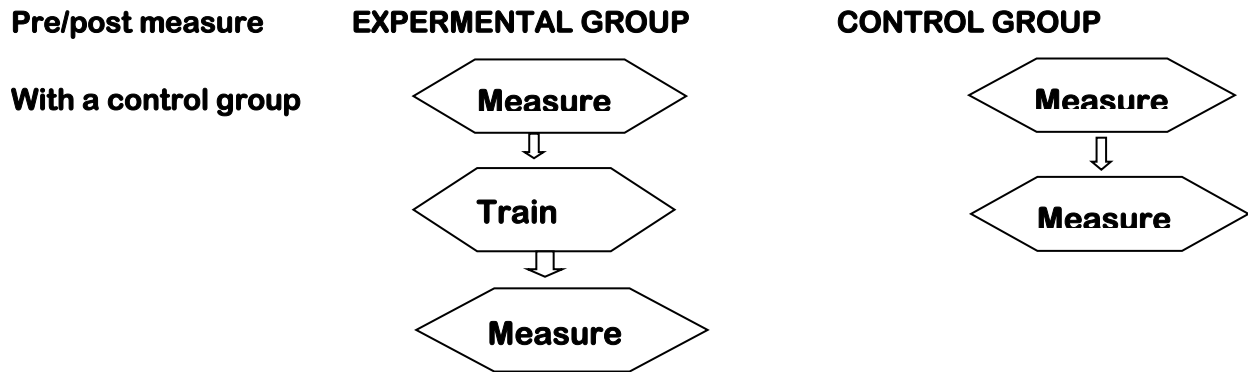 Pre/post measure EXPERMENTAL GROUP CONTROL GROUP
With a control group Measure Measure
Train Measure
Measure